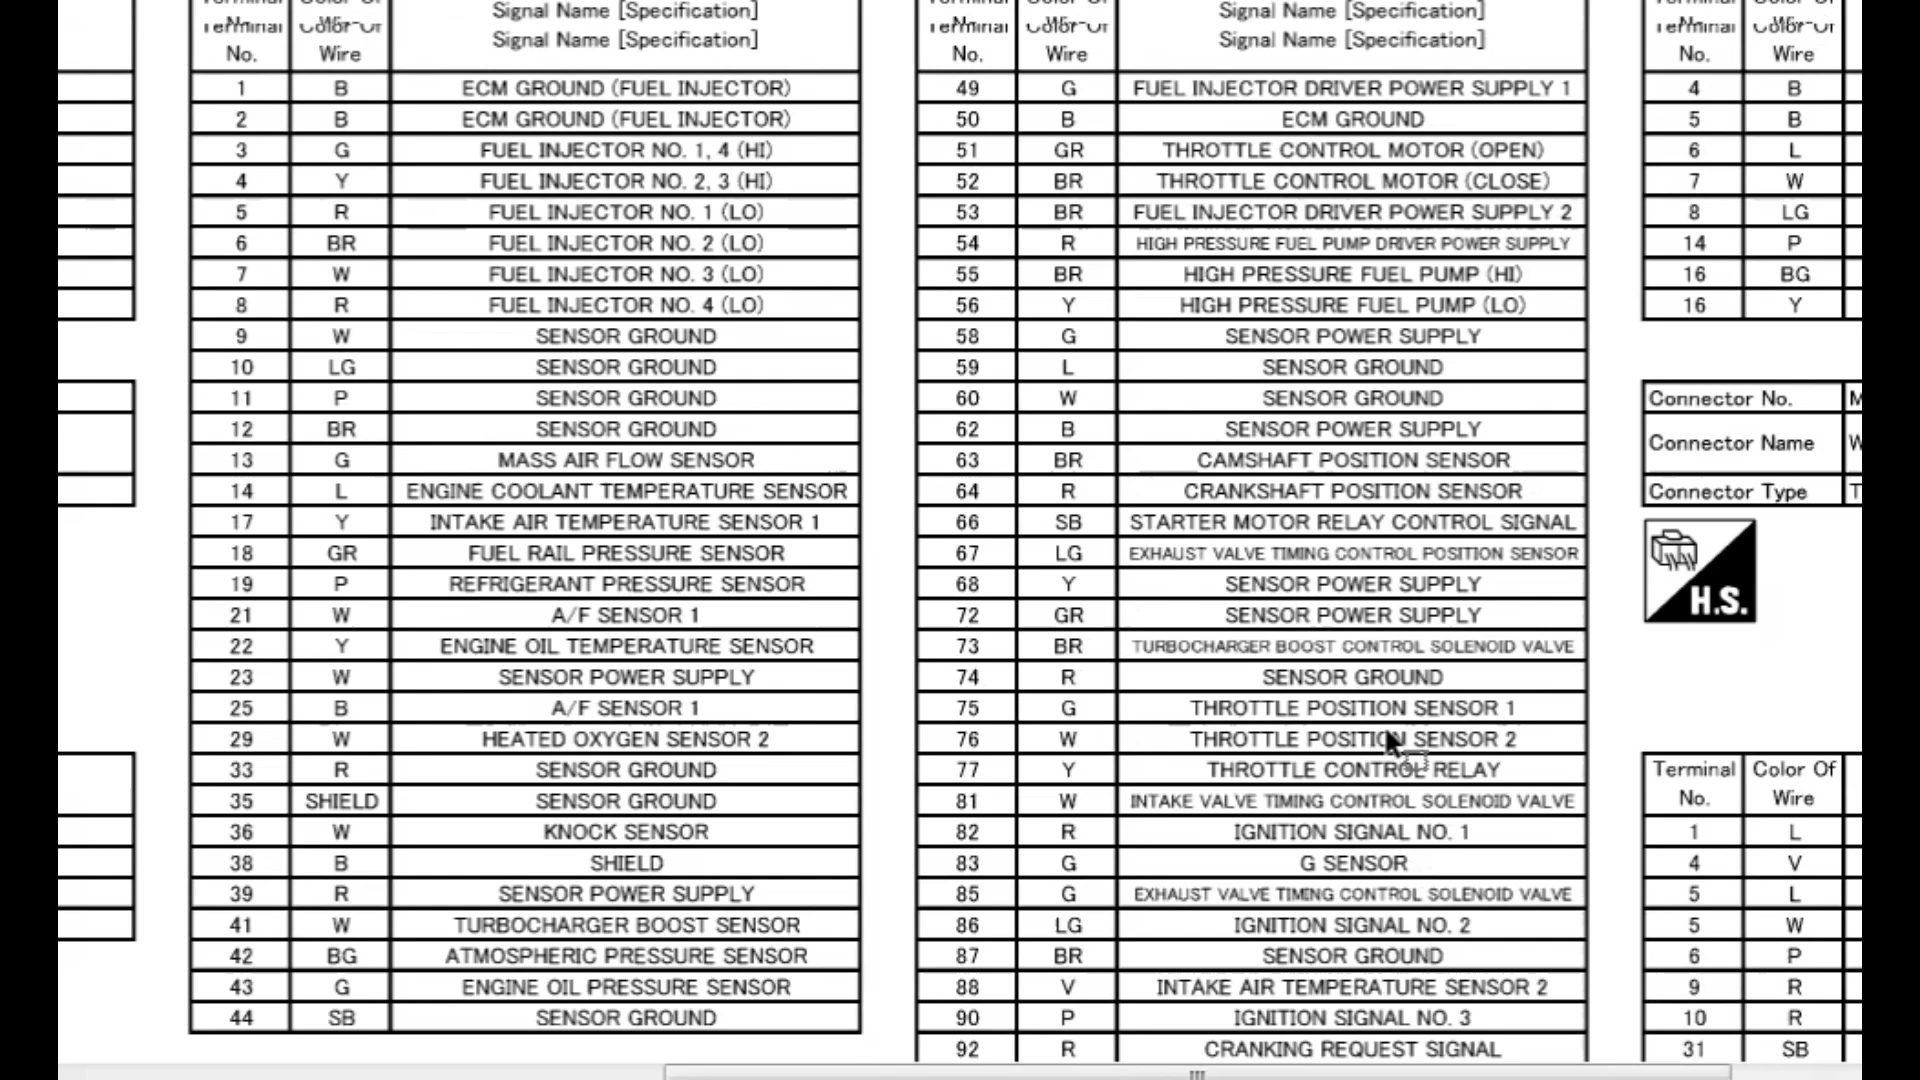 Signal Name [Specification]
Terminal Color Of Signal Name [Specification]
No. Wire
1 B ECM GROUND (FUEL INJECTOR)
2 B ECM GROUND (FUEL INJECTOR)
3 G FUEL INJECTOR NO. 1, 4 (HI)
4 Y FUEL INJECTOR NO. 2, 3 (HI)
5 R FUEL INJECTOR NO. 1 (LO)
6 BR FUEL INJECTOR NO. 2 (LO)
7 W FUEL INJECTOR NO. 3 (LO)
8 R FUEL INJECTOR NO. 4 (LO)
9 W SENSOR GROUND
10 LG SENSOR GROUND
11 P SENSOR GROUND
12 BR SENSOR GROUND
13 G MASS AIR FLOW SENSOR
14 L ENGINE COOLANT TEMPERATURE SENSOR
17 Y INTAKE AIR TEMPERATURE SENSOR 1
18 GR FUEL RAIL PRESSURE SENSOR
19 P REFRIGERANT PRESSURE SENSOR
21 W A/F SENSOR 1
22 Y ENGINE OIL TEMPERATURE SENSOR
23 W SENSOR POWER SUPPLY
25 B A/F SENSOR 1
29 W HEATED OXYGEN SENSOR 2
33 R SENSOR GROUND
35 SHIELD SENSOR GROUND
36 W KNOCK SENSOR
38 B SHIELD
39 R SENSOR POWER SUPPLY
41 W TURBOCHARGER BOOST SENSOR
42 BG ATMOSPHERIC PRESSURE SENSOR
43 G ENGINE OIL PRESSURE SENSOR
44 SB SENSOR GROUND
Signal Name [Specification]
Terminal Color Of Signal Name [Specification]
No. Wire
49 G FUEL INJECTOR DRIVER POWER SUPPLY 1
50 B ECM GROUND
51 GR THROTTLE CONTROL MOTOR (OPEN)
52 BR THROTTLE CONTROL MOTOR (CLOSE)
53 BR FUEL INJECTOR DRIVER POWER SUPPLY 2
54 R HIGH PRESSURE FUEL PUMP DRIVER POWER SUPPLY
55 BR HIGH PRESSURE FUEL PUMP (HI)
56 Y HIGH PRESSURE FUEL PUMP (LO)
58 G SENSOR POWER SUPPLY
59 L SENSOR GROUND
60 W SENSOR GROUND
62 B SENSOR POWER SUPPLY
63 BR CAMSHAFT POSITION SENSOR
64 R CRANKSHAFT POSITION SENSOR
66 SB STARTER MOTOR RELAY CONTROL SIGNAL
67 LG EXHAUST VALVE TIMING CONTROL POSITION SENSOR
68 Y SENSOR POWER SUPPLY
72 GR SENSOR POWER SUPPLY
73 BR TURBOCHARGER BOOST CONTROL SOLENOID VALVE
74 R SENSOR GROUND
75 G THROTTLE POSITION SENSOR 1
76 W THROTTLE POSITION SENSOR 2
77 Y THROTTLE CONTROL RELAY
81 W INTAKE VALVE TIMING CONTROL SOLENOID VALVE
82 R IGNITION SIGNAL NO. 1
83 G G SENSOR
85 G EXHAUST VALVE TIMING CONTROL SOLENOID VALVE
86 LG IGNITION SIGNAL NO. 2
87 BR SENSOR GROUND
88 V INTAKE AIR TEMPERATURE SENSOR 2
90 P IGNITION SIGNAL NO. 3
92 R CRANKING REQUEST SIGNAL
Terminal Color Of
No. Wire
4 B
5 B
6 L
7 W
8 LG
14 P
16 BG
16 Y
Connector No. M
Connector Name W
Connector Type T
H.S.
Terminal Color Of
No. Wire
1 L
4 V
5 L
5 W
6 P
9 R
10 R
31 SB